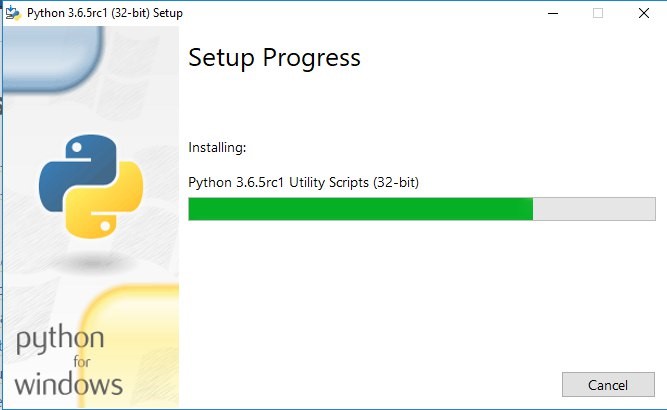 Python 3.6.5rc1 (32-bit) Setup
Setup Progress
Installing:
Python 3.6.5rc1 Utility Scripts (32-bit)
python
for
windows
Cancel